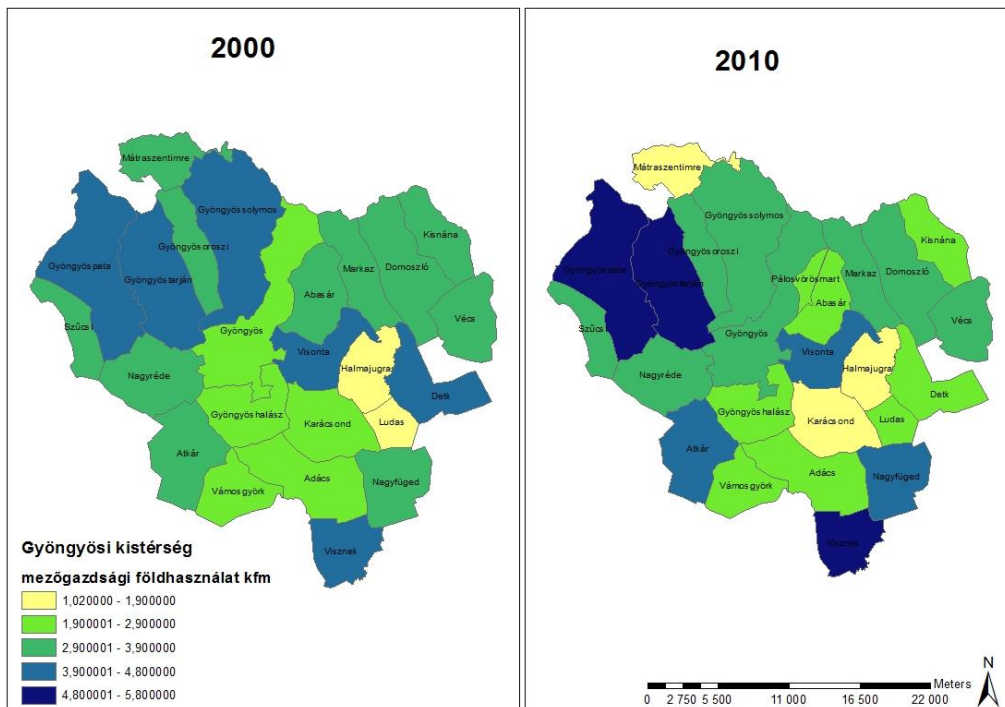 2000
Mátraszentimre
Gyöngyössolymos
Gyöngyösoroszi
Gyöngyöspata
Gyöngyöstarján
Kisnána
Markaz
Domoszló
Abasár
Vécs
Szűcsi
Gyöngyös
Visonta
Nagyréde
Halmajugra
Detk
Gyöngyöshalász
Karácsond
Ludas
Atkár
Adács
Nagyfüged
Vámosgyörk
Visznek
Gyöngyösi kistérség
mezőgazdsági földhasználat kfm
1,020000 - 1,900000
1,900001 - 2,900000
2,900001 - 3,900000
3,900001 - 4,800000
4,800001 - 5,800000
2010
Mátraszentimre
Gyöngyössolymos
Kisnána
Gyöngyösoroszi
Gyöngyöspata
Gyöngyöstarján
Pálosvörösmart
Markaz
Domoszló
Abasár
Vécs
Szűcsi
Gyöngyös
Visonta
Nagyréde
Halmajugra
Detk
Gyöngyöshalász
Karácsond
Ludas
Atkár
Adács
Nagyfüged
Vámosgyörk
Visznek
N
Meters
0 2 750 5 500 11 000 16 500 22 000